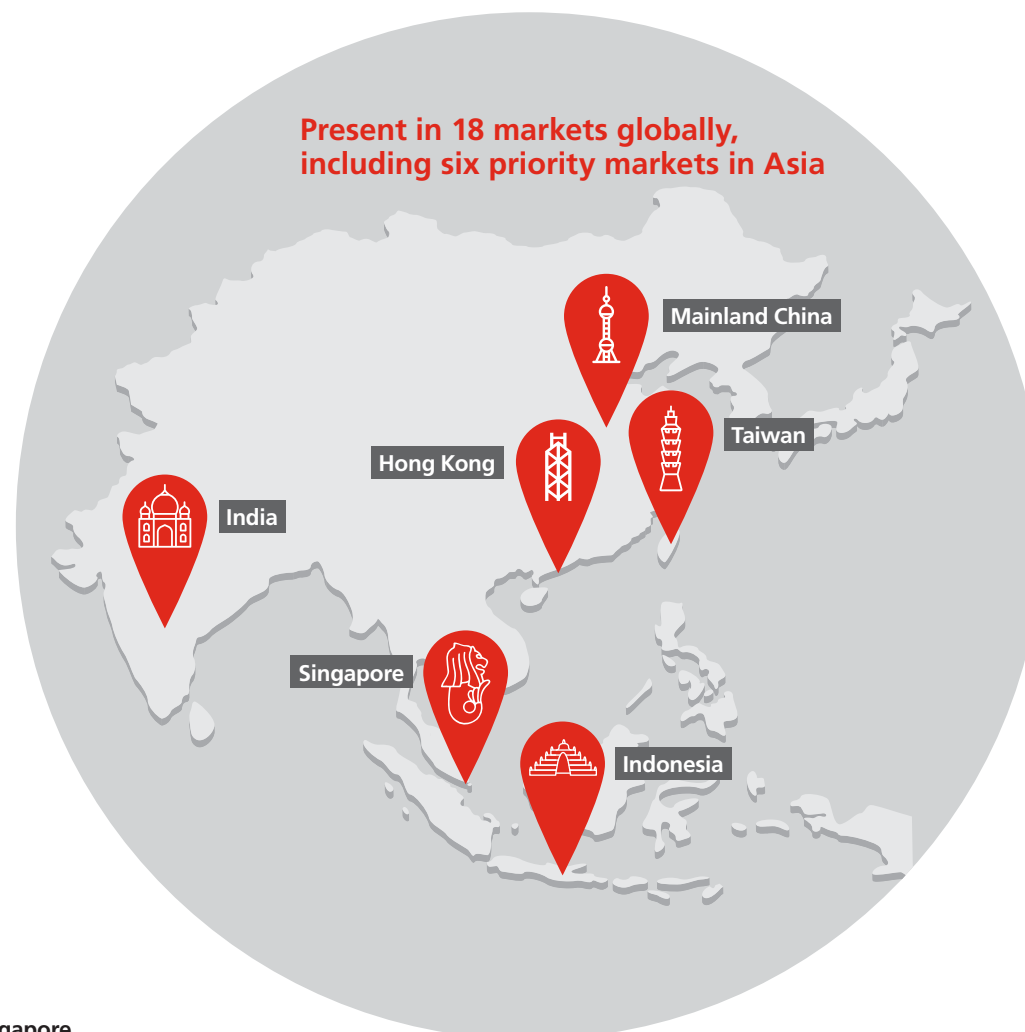 Present in 18 markets globally,
including six priority markets in Asia
Mainland China
Taiwan
Hong Kong
India
Singapore
Indonesia